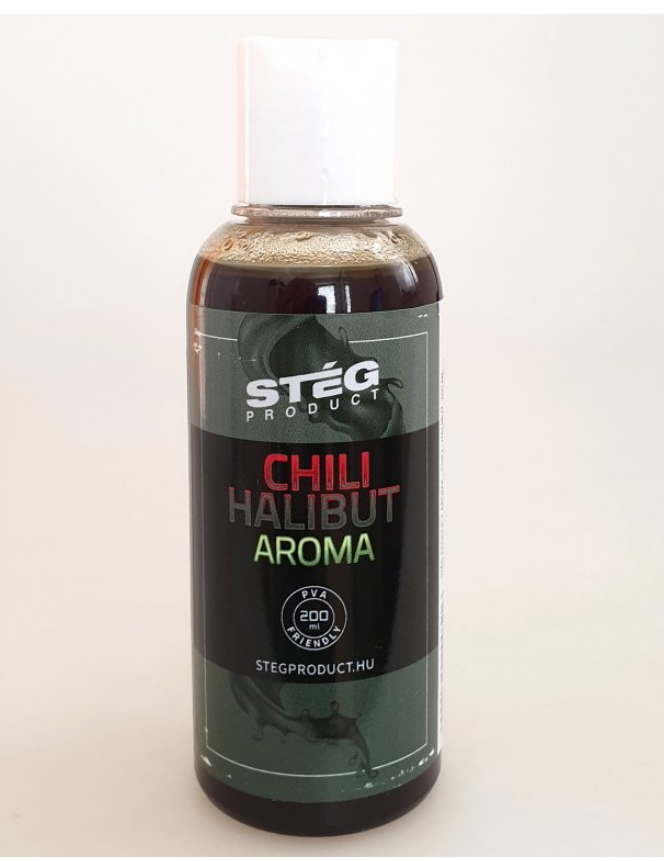 STÉG
PRODUCT
CHILI
HALIBUT
AROMA
PVA
200
ml
FRIENDLY
STEGPRODUCT.HU